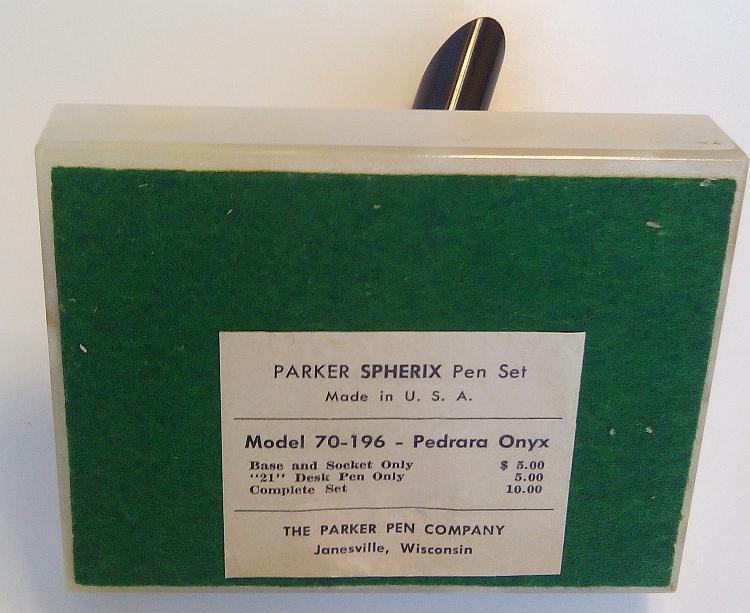 PARKER SPHERIX Pen Set
Made in U. S. A.
Model 70-196 - Pedrara Onyx
Base and Socket Only $ 5.00
"21" Desk Pen Only 5.00
Complete Set 10.00
THE PARKER PEN COMPANY
Janesville, Wisconsin